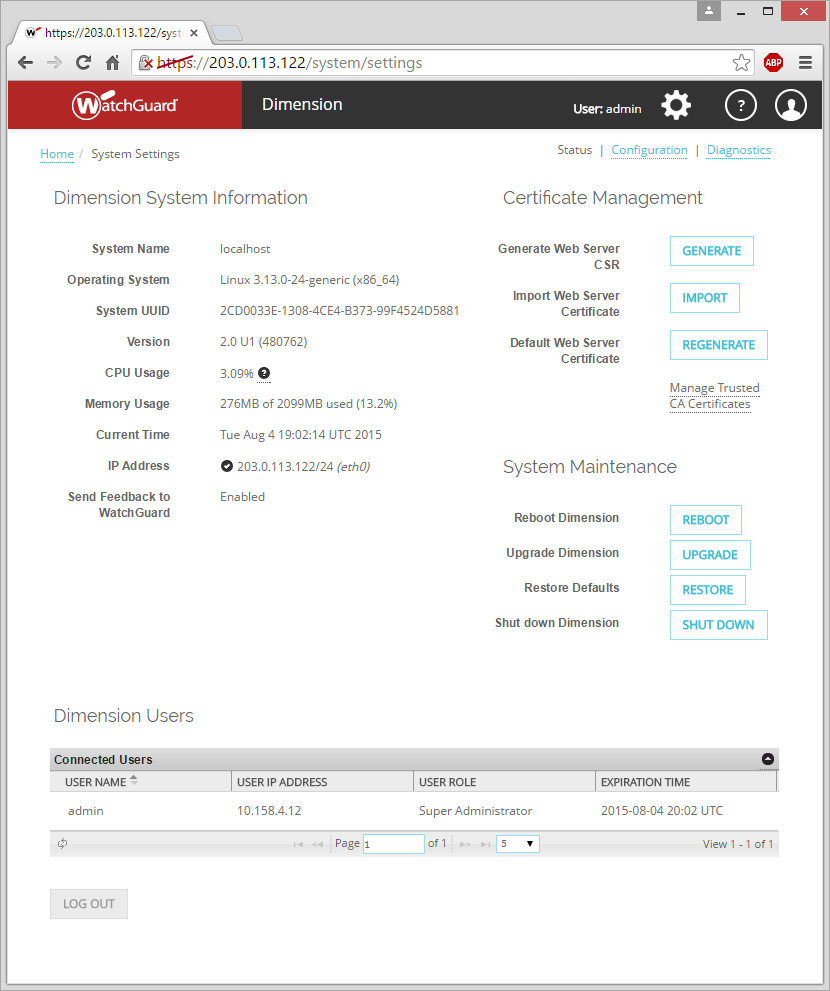 https://203.0.113.122/syst
https://203.0.113.122/system/settings
ABP
WatchGuard
Dimension
User: admin
?
Home / System Settings
Status | Configuration | Diagnostics
Dimension System Information
System Name localhost
Operating System Linux 3.13.0-24-generic (x86_64)
System UUID 2CD0033E-1308-4CE4-B373-99F4524D5881
Version 2.0 U1 (480762)
CPU Usage 3.09% ?
Memory Usage 276MB of 2099MB used (13.2%)
Current Time Tue Aug 4 19:02:14 UTC 2015
IP Address 203.0.113.122/24 (eth0)
Send Feedback to Enabled
WatchGuard
Certificate Management
Generate Web Server GENERATE
CSR
Import Web Server IMPORT
Certificate
Default Web Server REGENERATE
Certificate
Manage Trusted
CA Certificates
System Maintenance
Reboot Dimension REBOOT
Upgrade Dimension UPGRADE
Restore Defaults RESTORE
Shut down Dimension SHUT DOWN
Dimension Users
Connected Users
USER NAME USER IP ADDRESS USER ROLE EXPIRATION TIME
admin 10.158.4.12 Super Administrator 2015-08-04 20:02 UTC
Page 1 of 1 5 View 1 - 1 of 1
LOG OUT